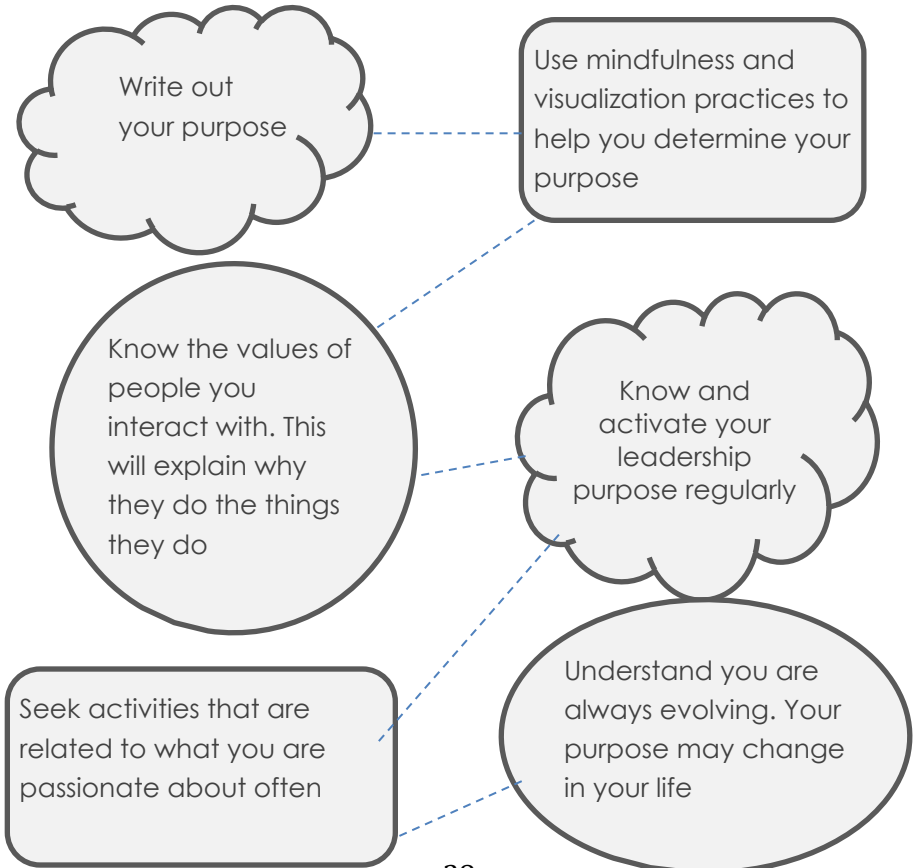 Write out
your purpose
Use mindfulness and
visualization practices to
help you determine your
purpose
Know the values of
people you
interact with. This
will explain why
they do the things
they do
Know and
activate your
leadership
purpose regularly
Seek activities that are
related to what you are
passionate about often
Understand you are
always evolving. Your
purpose may change
in your life